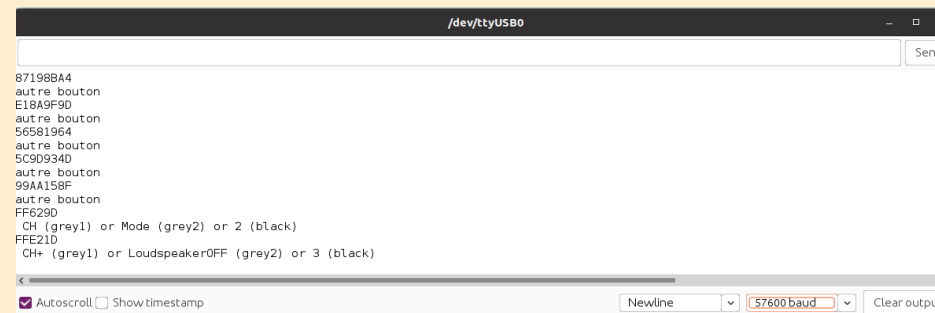 /dev/ttyUSB0
Sen
87198BA4
autre bouton
E18A9F9D
autre bouton
56581964
autre bouton
5C9D934D
autre bouton
99AA158F
autre bouton
FF629D
CH (grey1) or Mode (grey2) or 2 (black)
FFE21D
CH+ (grey1) or LoudspeakerOFF (grey2) or 3 (black)
Autoscroll Show timestamp Newline 57600 baud Clear outpu